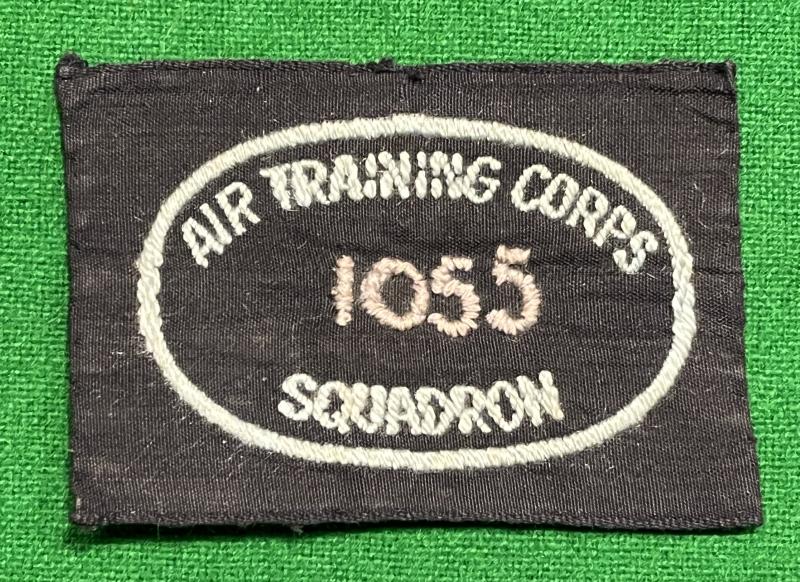 AIR TRAINING CORPS
1055
SQUADRON